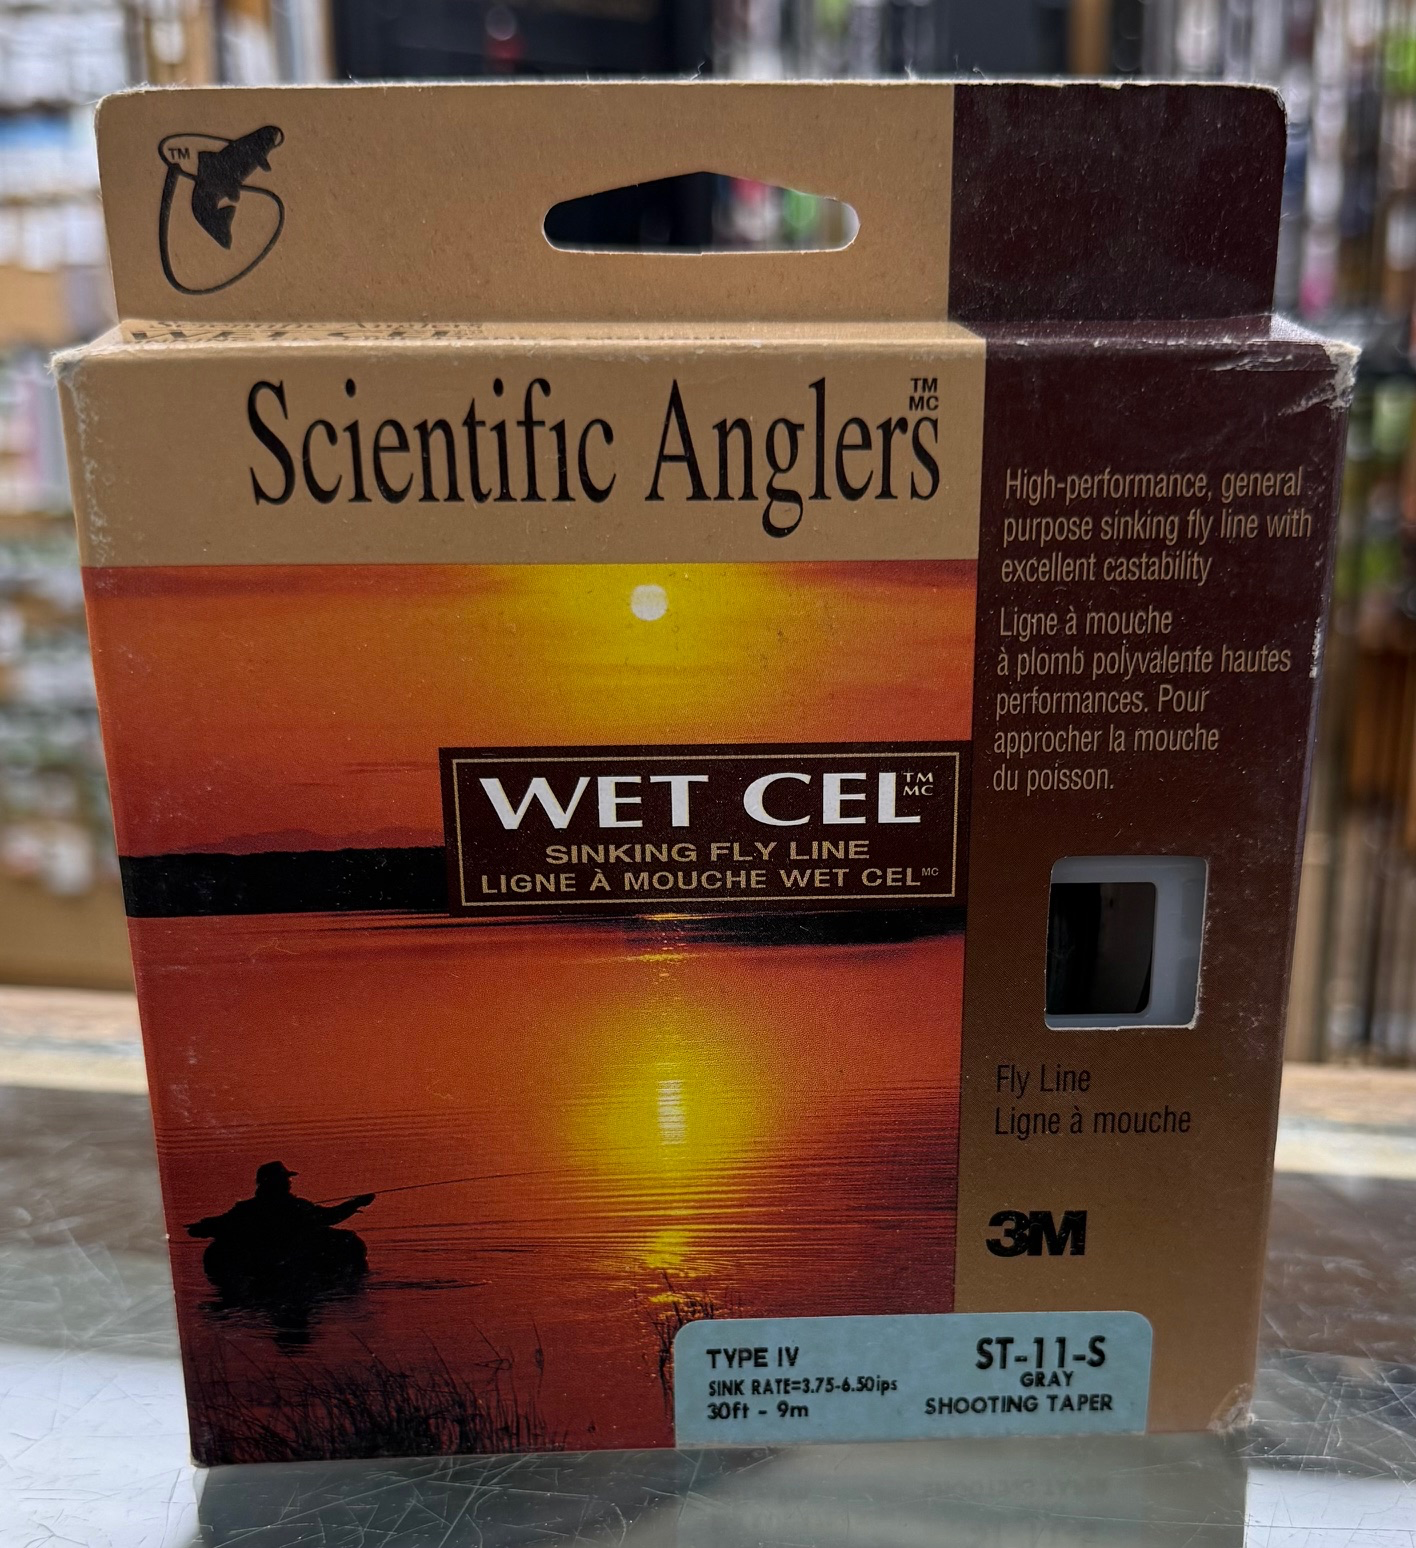 TM
Scientific Anglers
TM
MC
High-performance, general
purpose sinking fly line with
excellent castability
Ligne à mouche
à plomb polyvalente hautes
performances. Pour
approcher la mouche
du poisson.
WET CEL
TM
MC
SINKING FLY LINE
LIGNE À MOUCHE WET CEL MC
Fly Line
Ligne à mouche
3M
TYPE IV
SINK RATE=3.75-6.50ips
30ft - 9m
ST-11-S
GRAY
SHOOTING TAPER